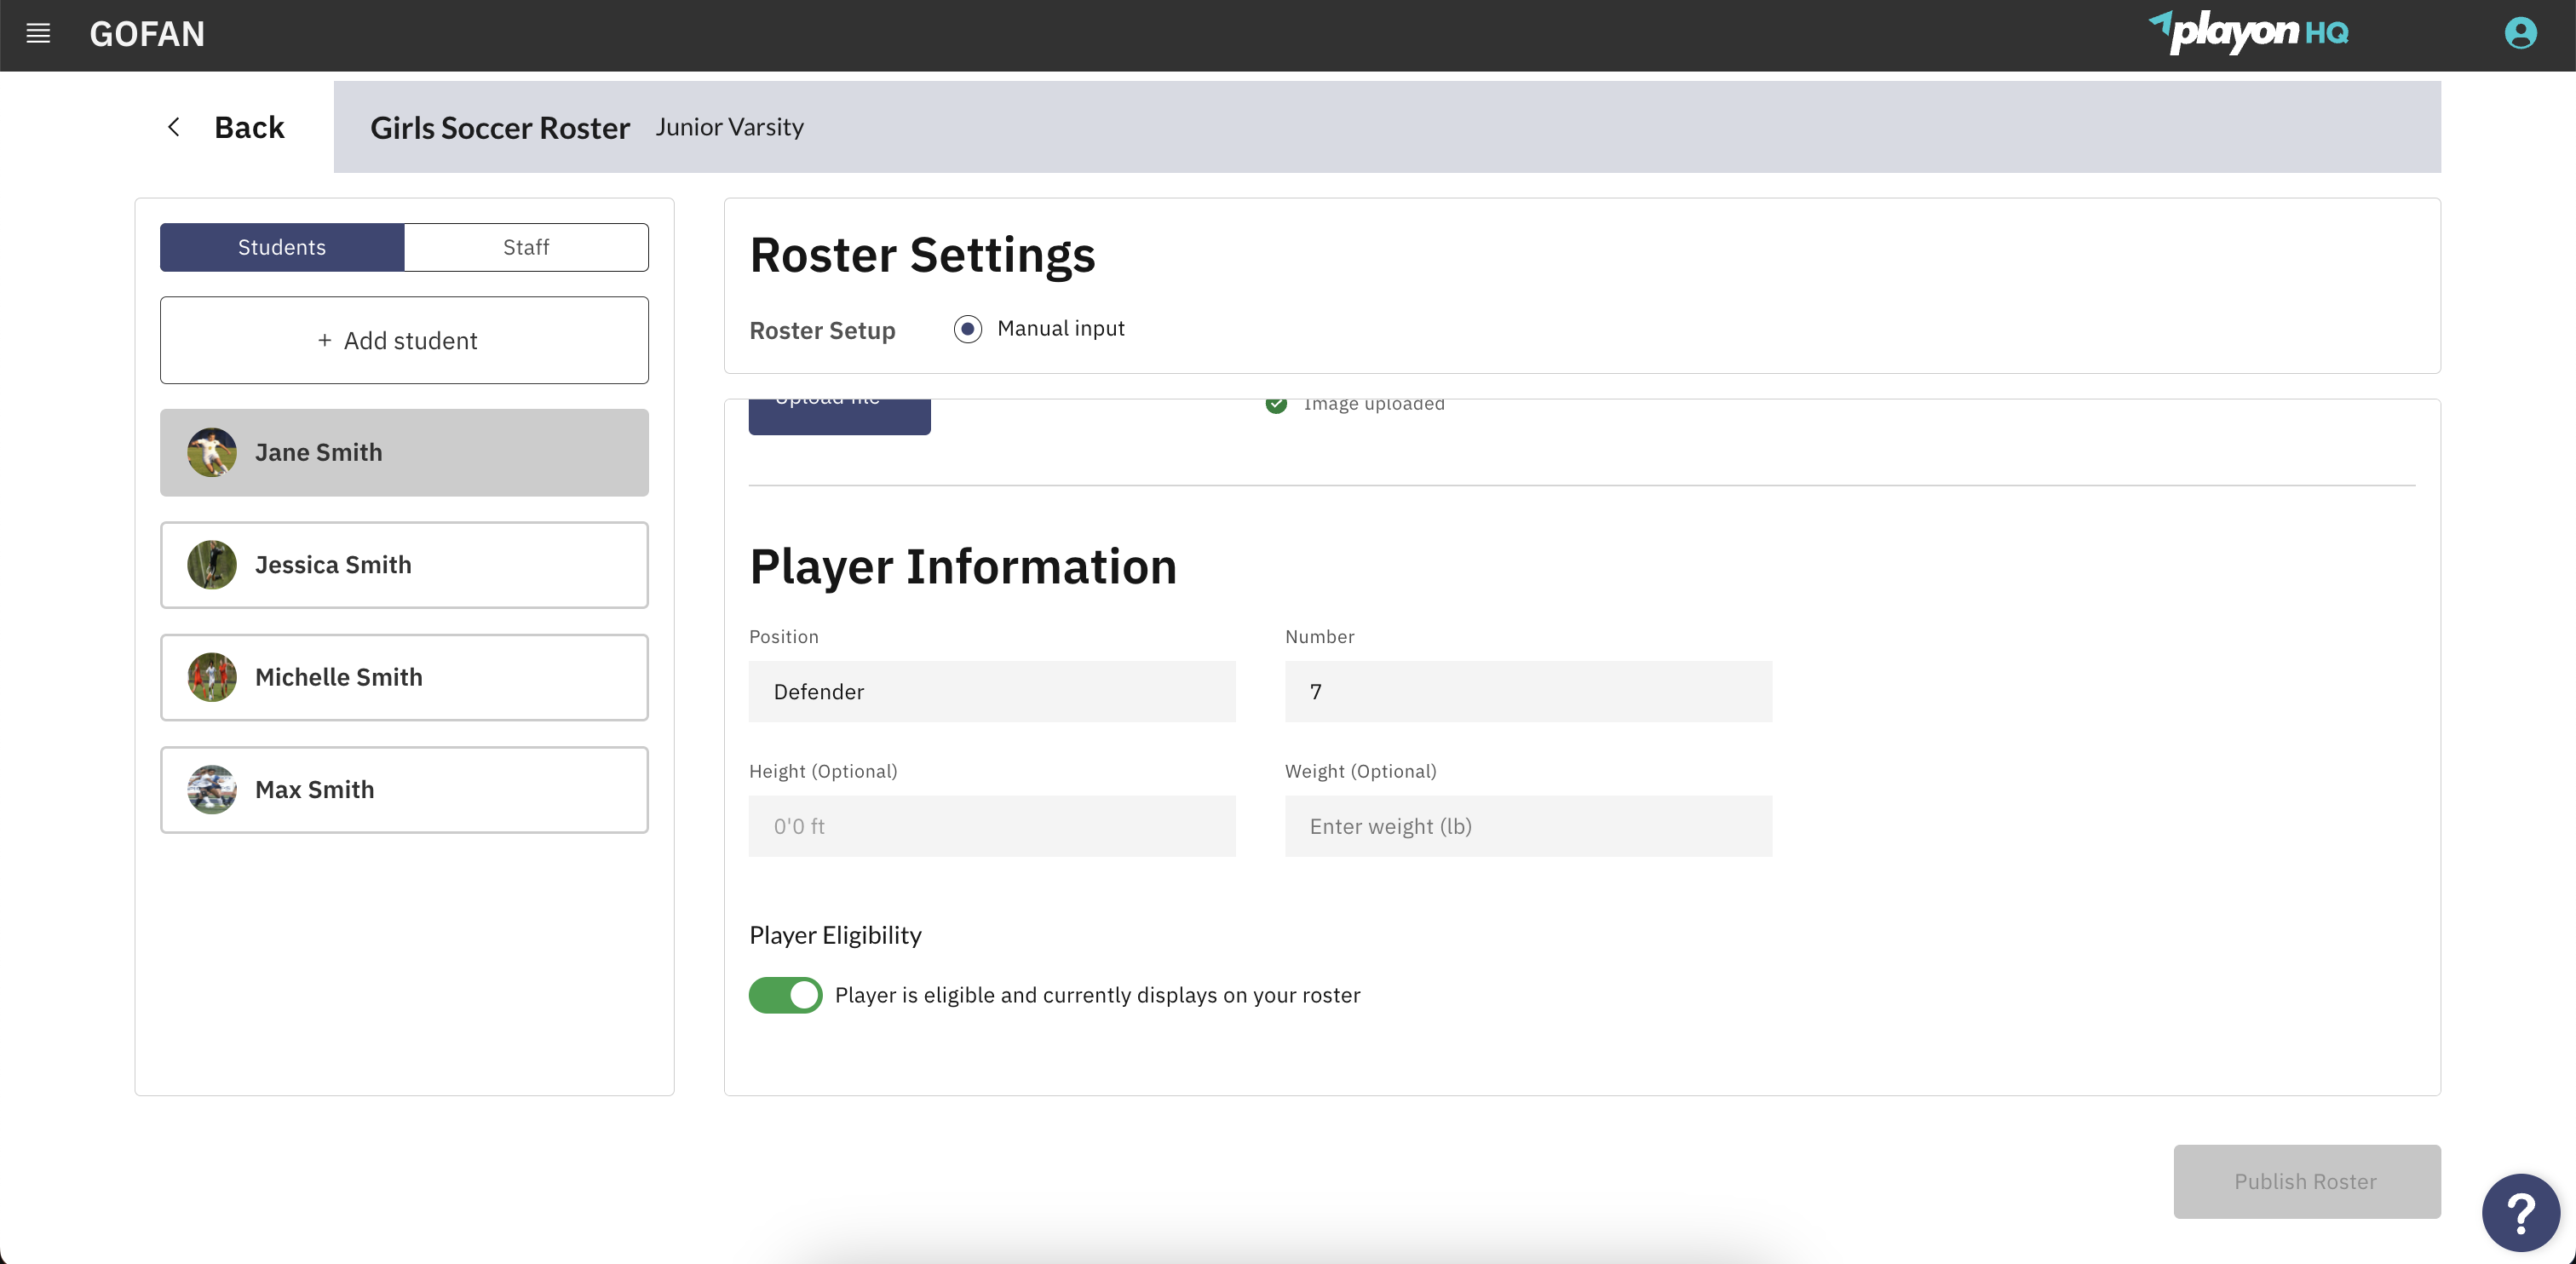 GOFAN
playon HQ
Back
Girls Soccer Roster
Junior Varsity
Students
Staff
+ Add student
Jane Smith
Jessica Smith
Michelle Smith
Max Smith
Roster Settings
Roster Setup
Manual input
Upload file
Image uploaded
Player Information
Position
Number
Defender
7
Height (Optional)
Weight (Optional)
0'0 ft
Enter weight (lb)
Player Eligibility
Player is eligible and currently displays on your roster
Publish Roster
?